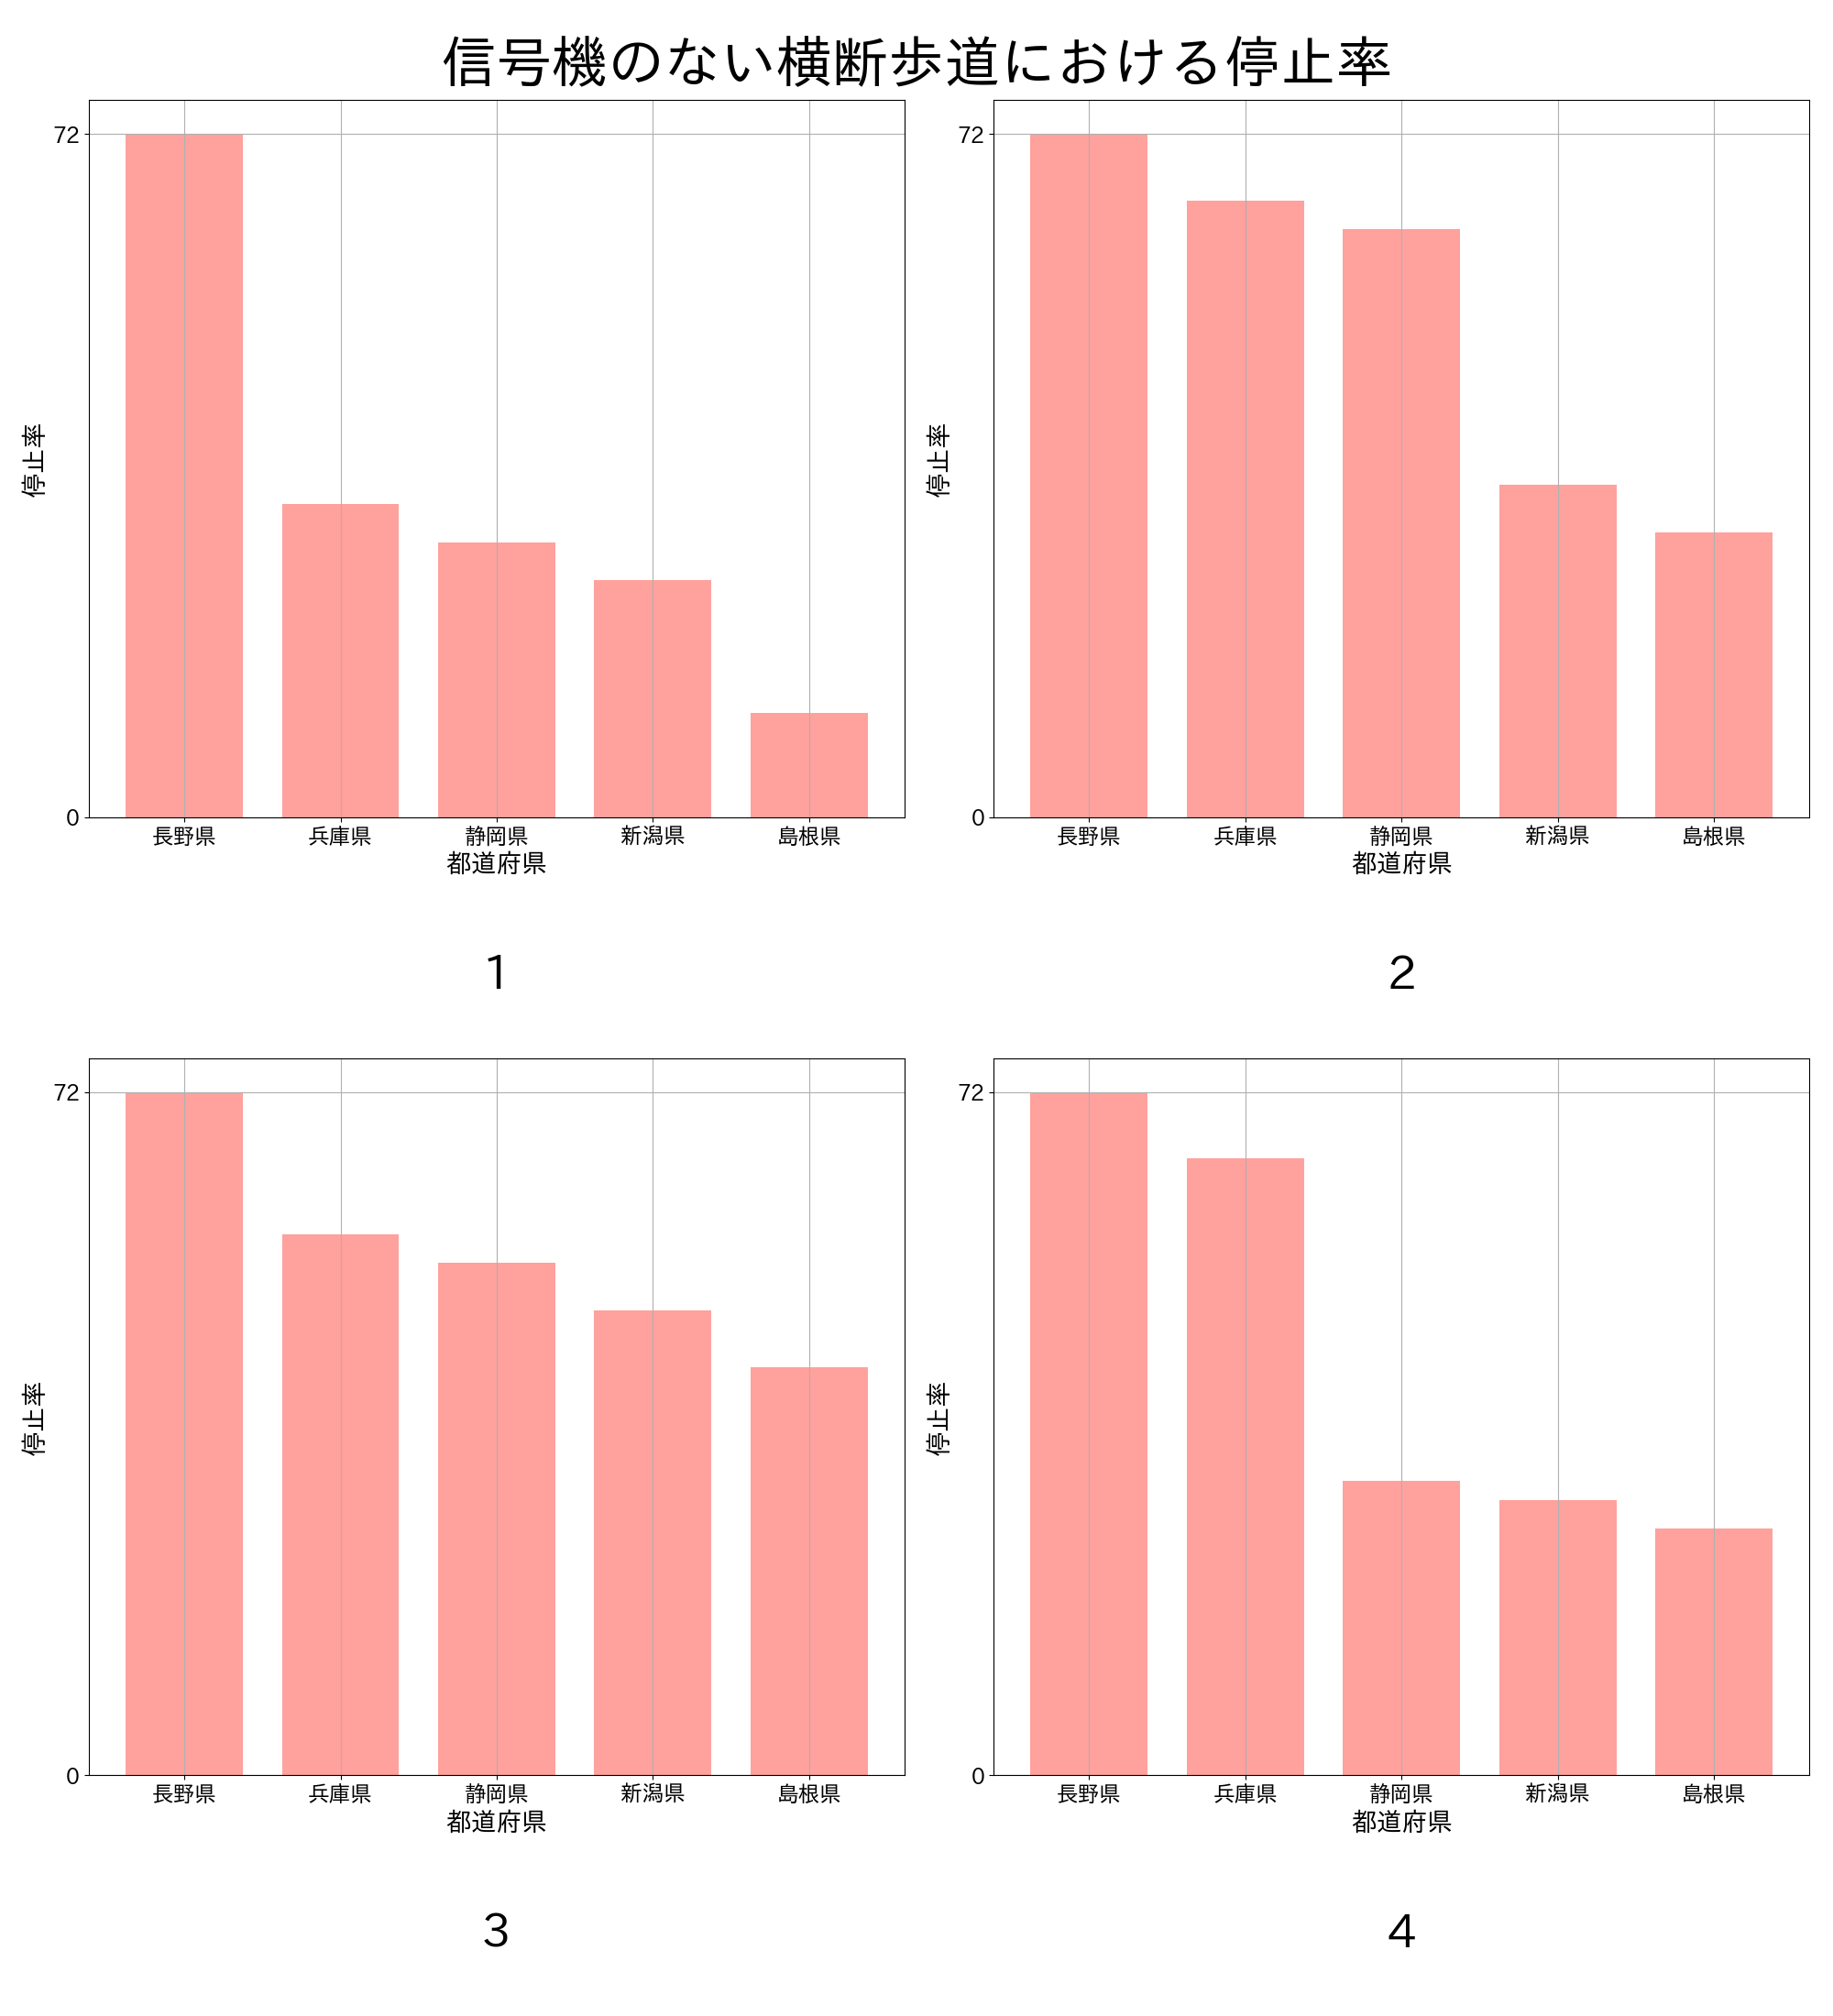 信号機のない横断歩道における停止率
72
停止率
0
長野県 兵庫県 静岡県 新潟県 島根県
都道府県
1
72
停止率
0
長野県 兵庫県 静岡県 新潟県 島根県
都道府県
2
72
停止率
0
長野県 兵庫県 静岡県 新潟県 島根県
都道府県
3
72
停止率
0
長野県 兵庫県 静岡県 新潟県 島根県
都道府県
4